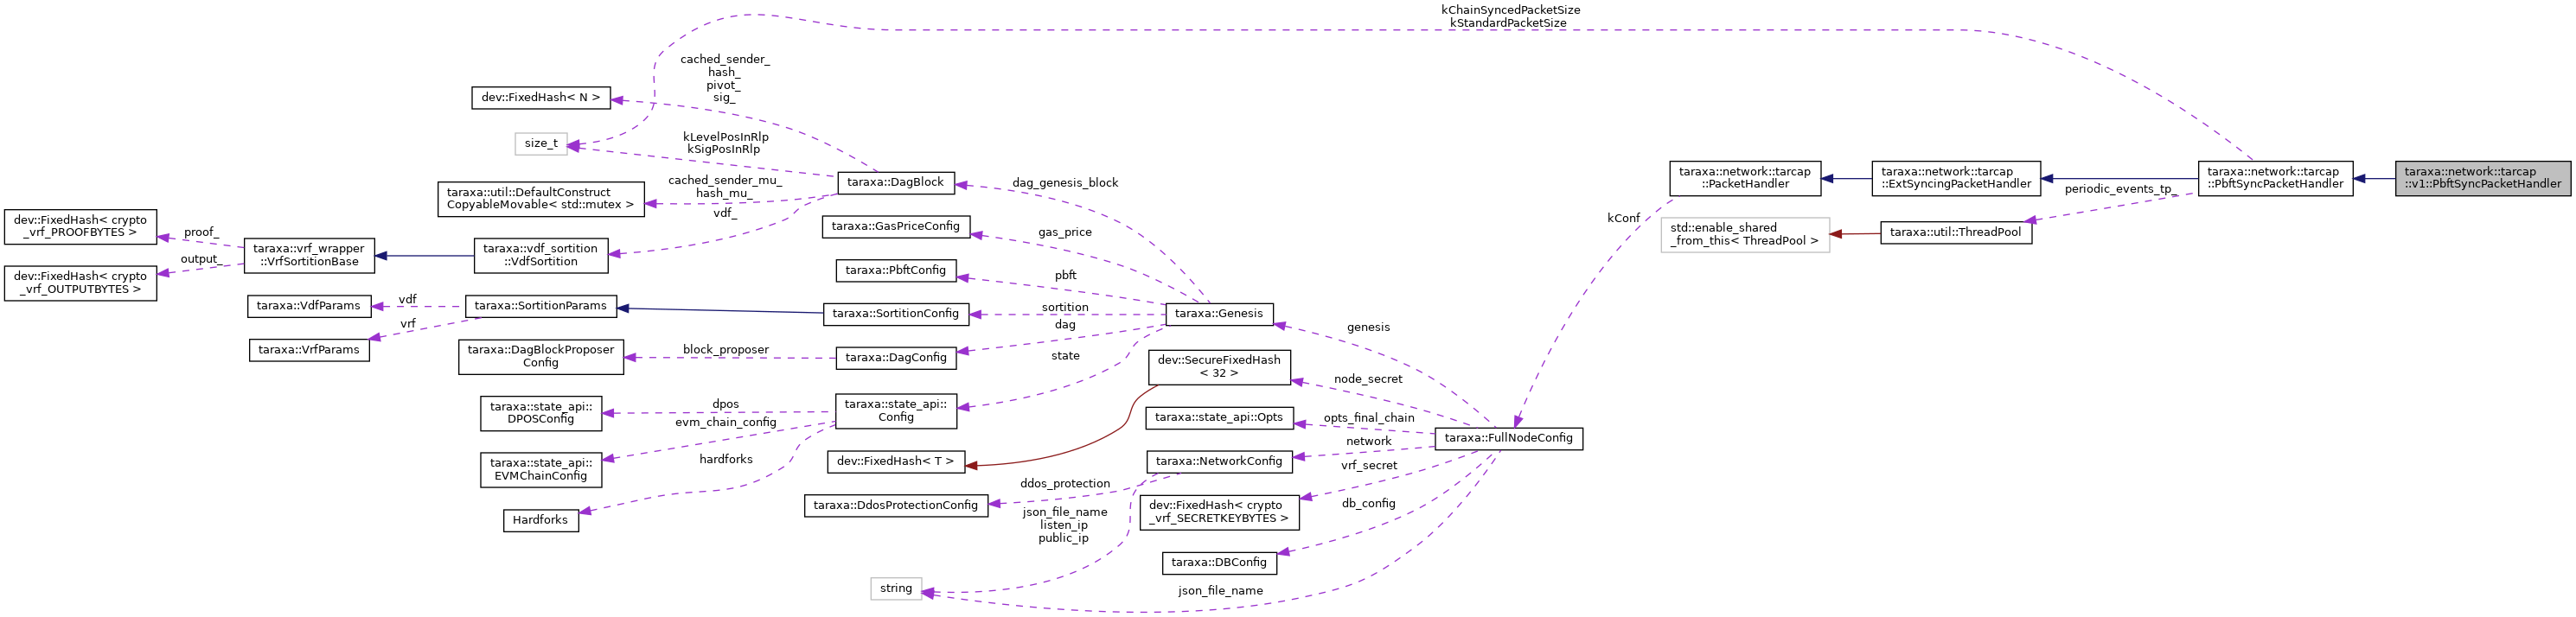 kChainSyncedPacketSize
kStandardPacketSize
cached_sender_
hash_
pivot_
sig_
dev::FixedHash< N >
size_t
kLevelPosInRlp
kSigPosInRlp
taraxa::util::DefaultConstruct
CopyableMovable< std::mutex >
cached_sender_mu_
hash_mu_
vdf_
taraxa::DagBlock
dag_genesis_block
taraxa::network::tarcap
::PacketHandler
taraxa::network::tarcap
::ExtSyncingPacketHandler
taraxa::network::tarcap
::PbftSyncPacketHandler
taraxa::network::tarcap
::v1::PbftSyncPacketHandler
periodic_events_tp_
kConf
std::enable_shared
_from_this< ThreadPool >
taraxa::util::ThreadPool
dev::FixedHash< crypto
_vrf_PROOFBYTES >
proof_
dev::FixedHash< crypto
_vrf_OUTPUTBYTES >
output_
taraxa::vrf_wrapper
::VrfSortitionBase
taraxa::vdf_sortition
::VdfSortition
taraxa::GasPriceConfig
gas_price
taraxa::PbftConfig
pbft
taraxa::VdfParams
vdf
taraxa::SortitionParams
taraxa::SortitionConfig
sortition
taraxa::Genesis
genesis
taraxa::VrfParams
vrf
taraxa::DagBlockProposer
Config
block_proposer
taraxa::DagConfig
dag
state
dev::SecureFixedHash
< 32 >
node_secret
taraxa::state_api::
DPOSConfig
dpos
evm_chain_config
taraxa::state_api::
Config
taraxa::state_api::Opts
opts_final_chain
taraxa::FullNodeConfig
taraxa::state_api::
EVMChainConfig
hardforks
dev::FixedHash< T >
taraxa::NetworkConfig
network
vrf_secret
Hardforks
taraxa::DdosProtectionConfig
ddos_protection
json_file_name
listen_ip
public_ip
dev::FixedHash< crypto
_vrf_SECRETKEYBYTES >
db_config
taraxa::DBConfig
string
json_file_name